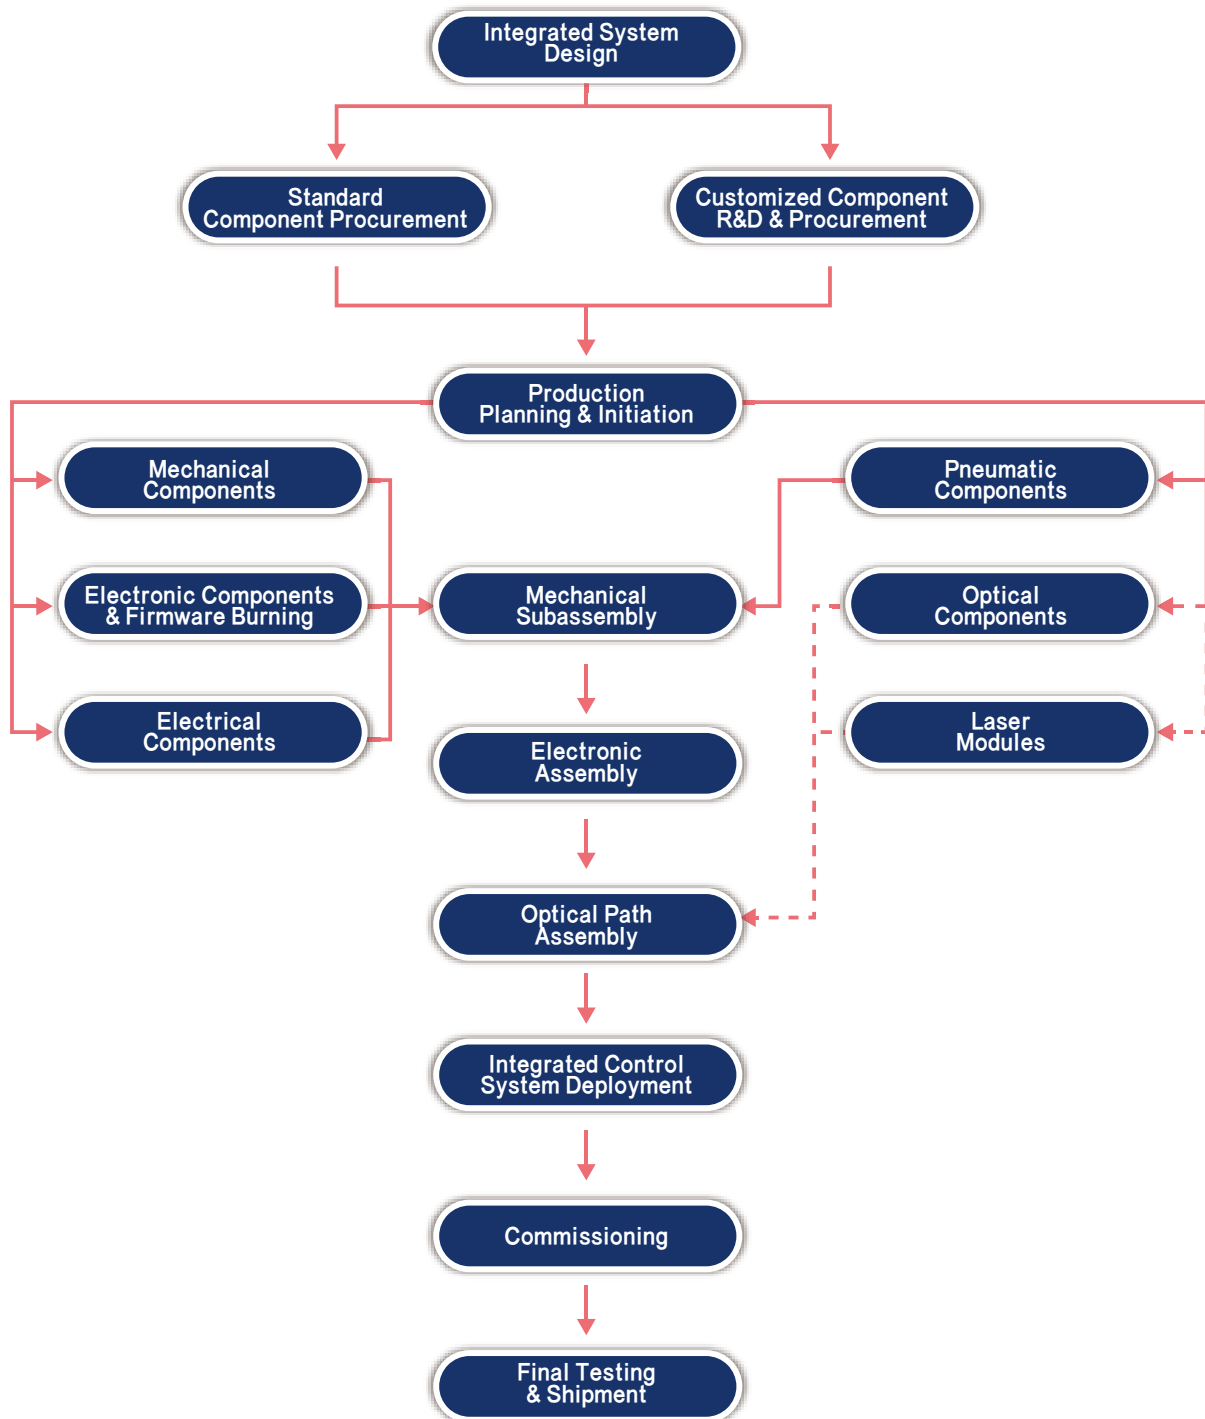 Integrated System
Design
Standard
Component Procurement
Customized Component
R&D & Procurement
Production
Planning & Initiation
Mechanical
Components
Pneumatic
Components
Electronic Components
& Firmware Burning
Mechanical
Subassembly
Optical
Components
Electrical
Components
Laser
Modules
Electronic
Assembly
Optical Path
Assembly
Integrated Control
System Deployment
Commissioning
Final Testing
& Shipment